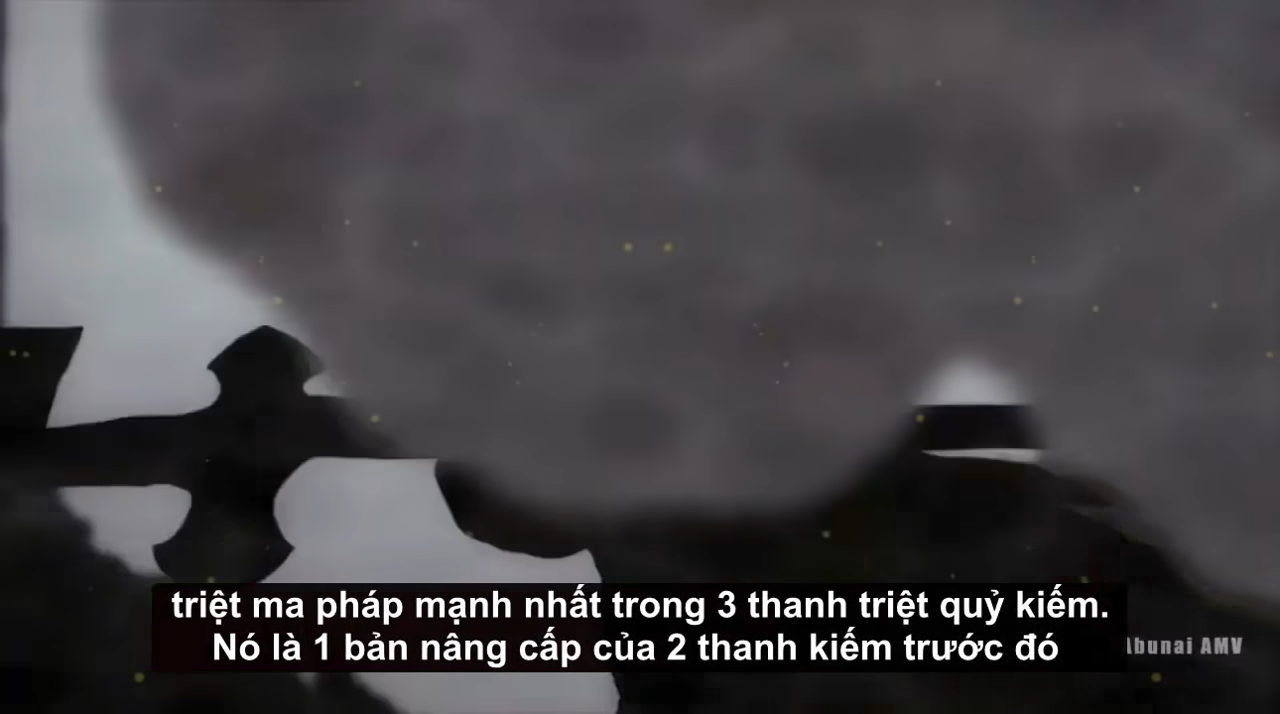 triệt ma pháp mạnh nhất trong 3 thanh triệt quỷ kiếm.
Nó là 1 bản nâng cấp của 2 thanh kiếm trước đó
Abunai AMV